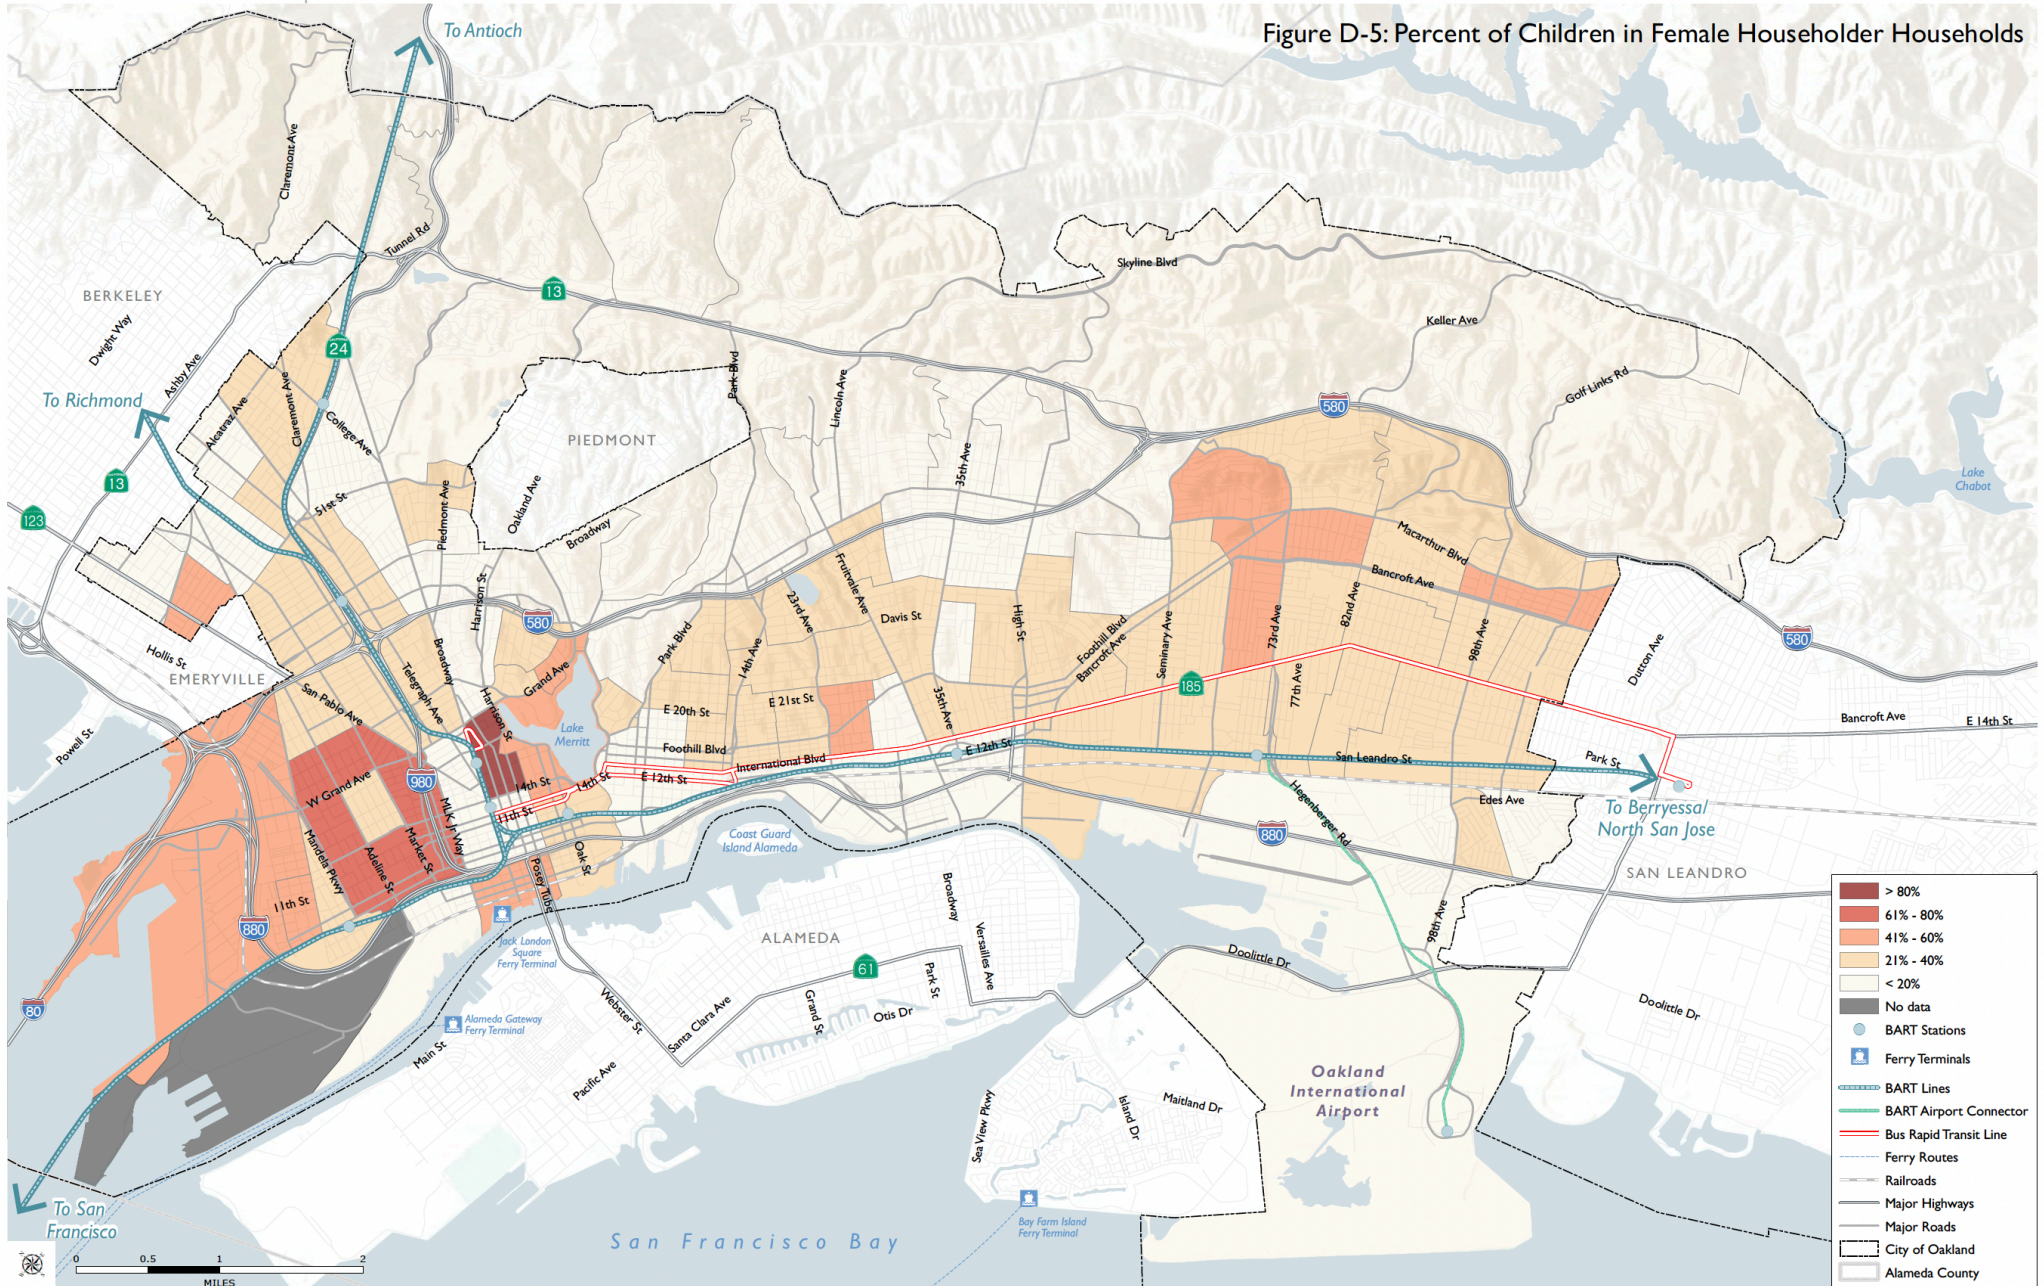 Figure D-5: Percent of Children in Female Householder Households
To Antioch
Claremont Ave
Tunnel Rd
BERKELEY
Dwight Way
13
Skyline Blvd
Keller Ave
24
Ashby Ave
To Richmond
Alcatraz Ave
Claremont Ave
College Ave
PIEDMONT
Park Blvd
Lincoln Ave
35th Ave
580
Golf Links Rd
Lake
Chabot
13
123
51st St
Piedmont Ave
Oakland Ave
Broadway
Macarthur Blvd
Bancroft Ave
Fruitvale Ave
23rd Ave
Davis St
High St
Foothill Blvd
Bancroft Ave
Seminary Ave
73rd Ave
82nd Ave
98th Ave
580
Dutton Ave
Harrison St
580
Park Blvd
14th Ave
Hollis St
EMERYVILLE
San Pablo Ave
Telegraph Ave
Broadway
Grand Ave
Harrison St
Lake
Merritt
E 20th St
E 21st St
35th Ave
185
77th Ave
Bancroft Ave
E 14th St
Powell St
Foothill Blvd
International Blvd
E 12th St
E 12th St
San Leandro St
Park St
W Grand Ave
980
14th St
14th St
11th St
MLK Jr Way
Market St
Adeline St
Mandela Pkwy
11th St
Oak St
Posey Tube
Coast Guard
Island Alameda
Hegenberger Rd
880
Edes Ave
To Berryessa/
North San Jose
SAN LEANDRO
880
Jack London
Square
Ferry Terminal
ALAMEDA
Broadway
Versailles Ave
61
Park St
Grand St
Otis Dr
Doolittle Dr
98th Ave
Doolittle Dr
80
Alameda Gateway
Ferry Terminal
Main St
Webster St
Santa Clara Ave
Pacific Ave
Sea View Pkwy
Island Dr
Maitland Dr
Oakland
International
Airport
To San
Francisco
Bay Farm Island
Ferry Terminal
San Francisco Bay
0 0.5 1 2
MILES
> 80%
61% - 80%
41% - 60%
21% - 40%
< 20%
No data
BART Stations
Ferry Terminals
BART Lines
BART Airport Connector
Bus Rapid Transit Line
Ferry Routes
Railroads
Major Highways
Major Roads
City of Oakland
Alameda County